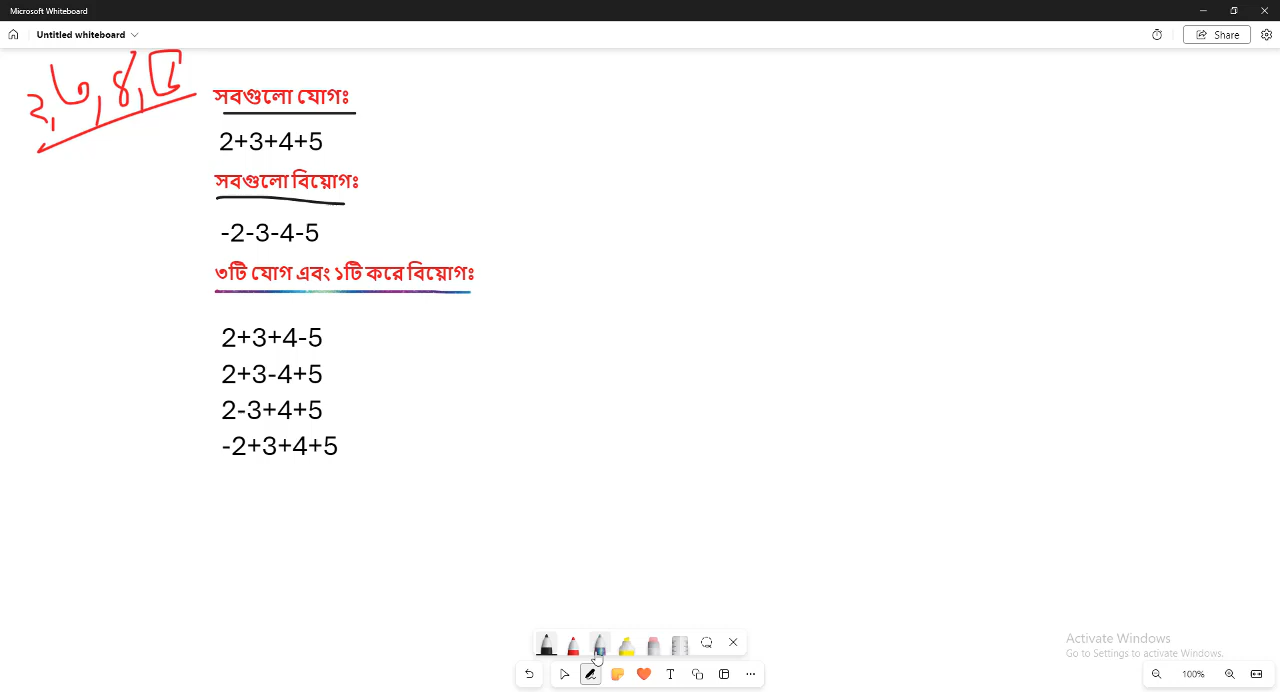 Microsoft Whiteboard
Untitled whiteboard
Share
২, ৩, ৪, ৫
সবগুলো যোগঃ
2+3+4+5
সবগুলো বিয়োগঃ
-2-3-4-5
৩টি যোগ এবং ১টি করে বিয়োগঃ
2+3+4-5
2+3-4+5
2-3+4+5
-2+3+4+5
Activate Windows
Go to Settings to activate Windows.
100%